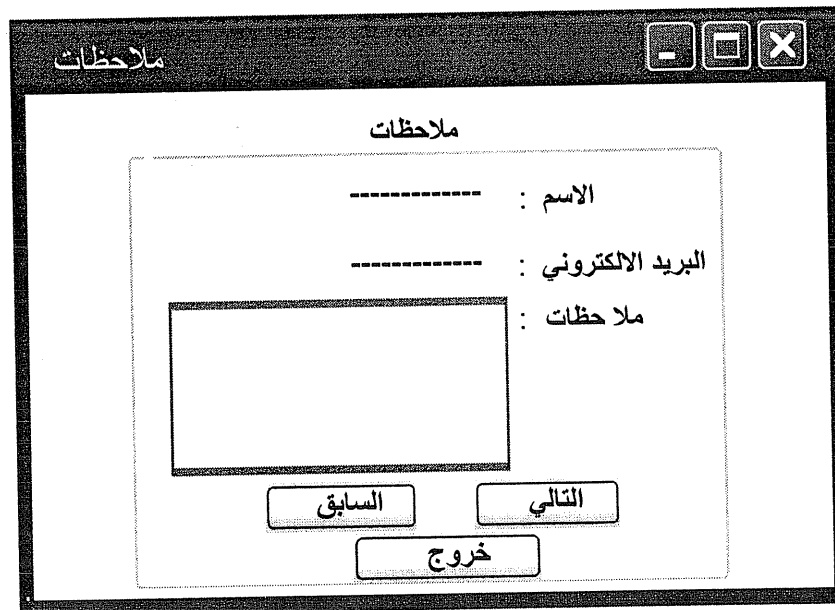 ملاحظات
ملاحظات
الاسم : -------------
البريد الالكتروني : -------------
ملا حظات :
التالي السابق
خروج